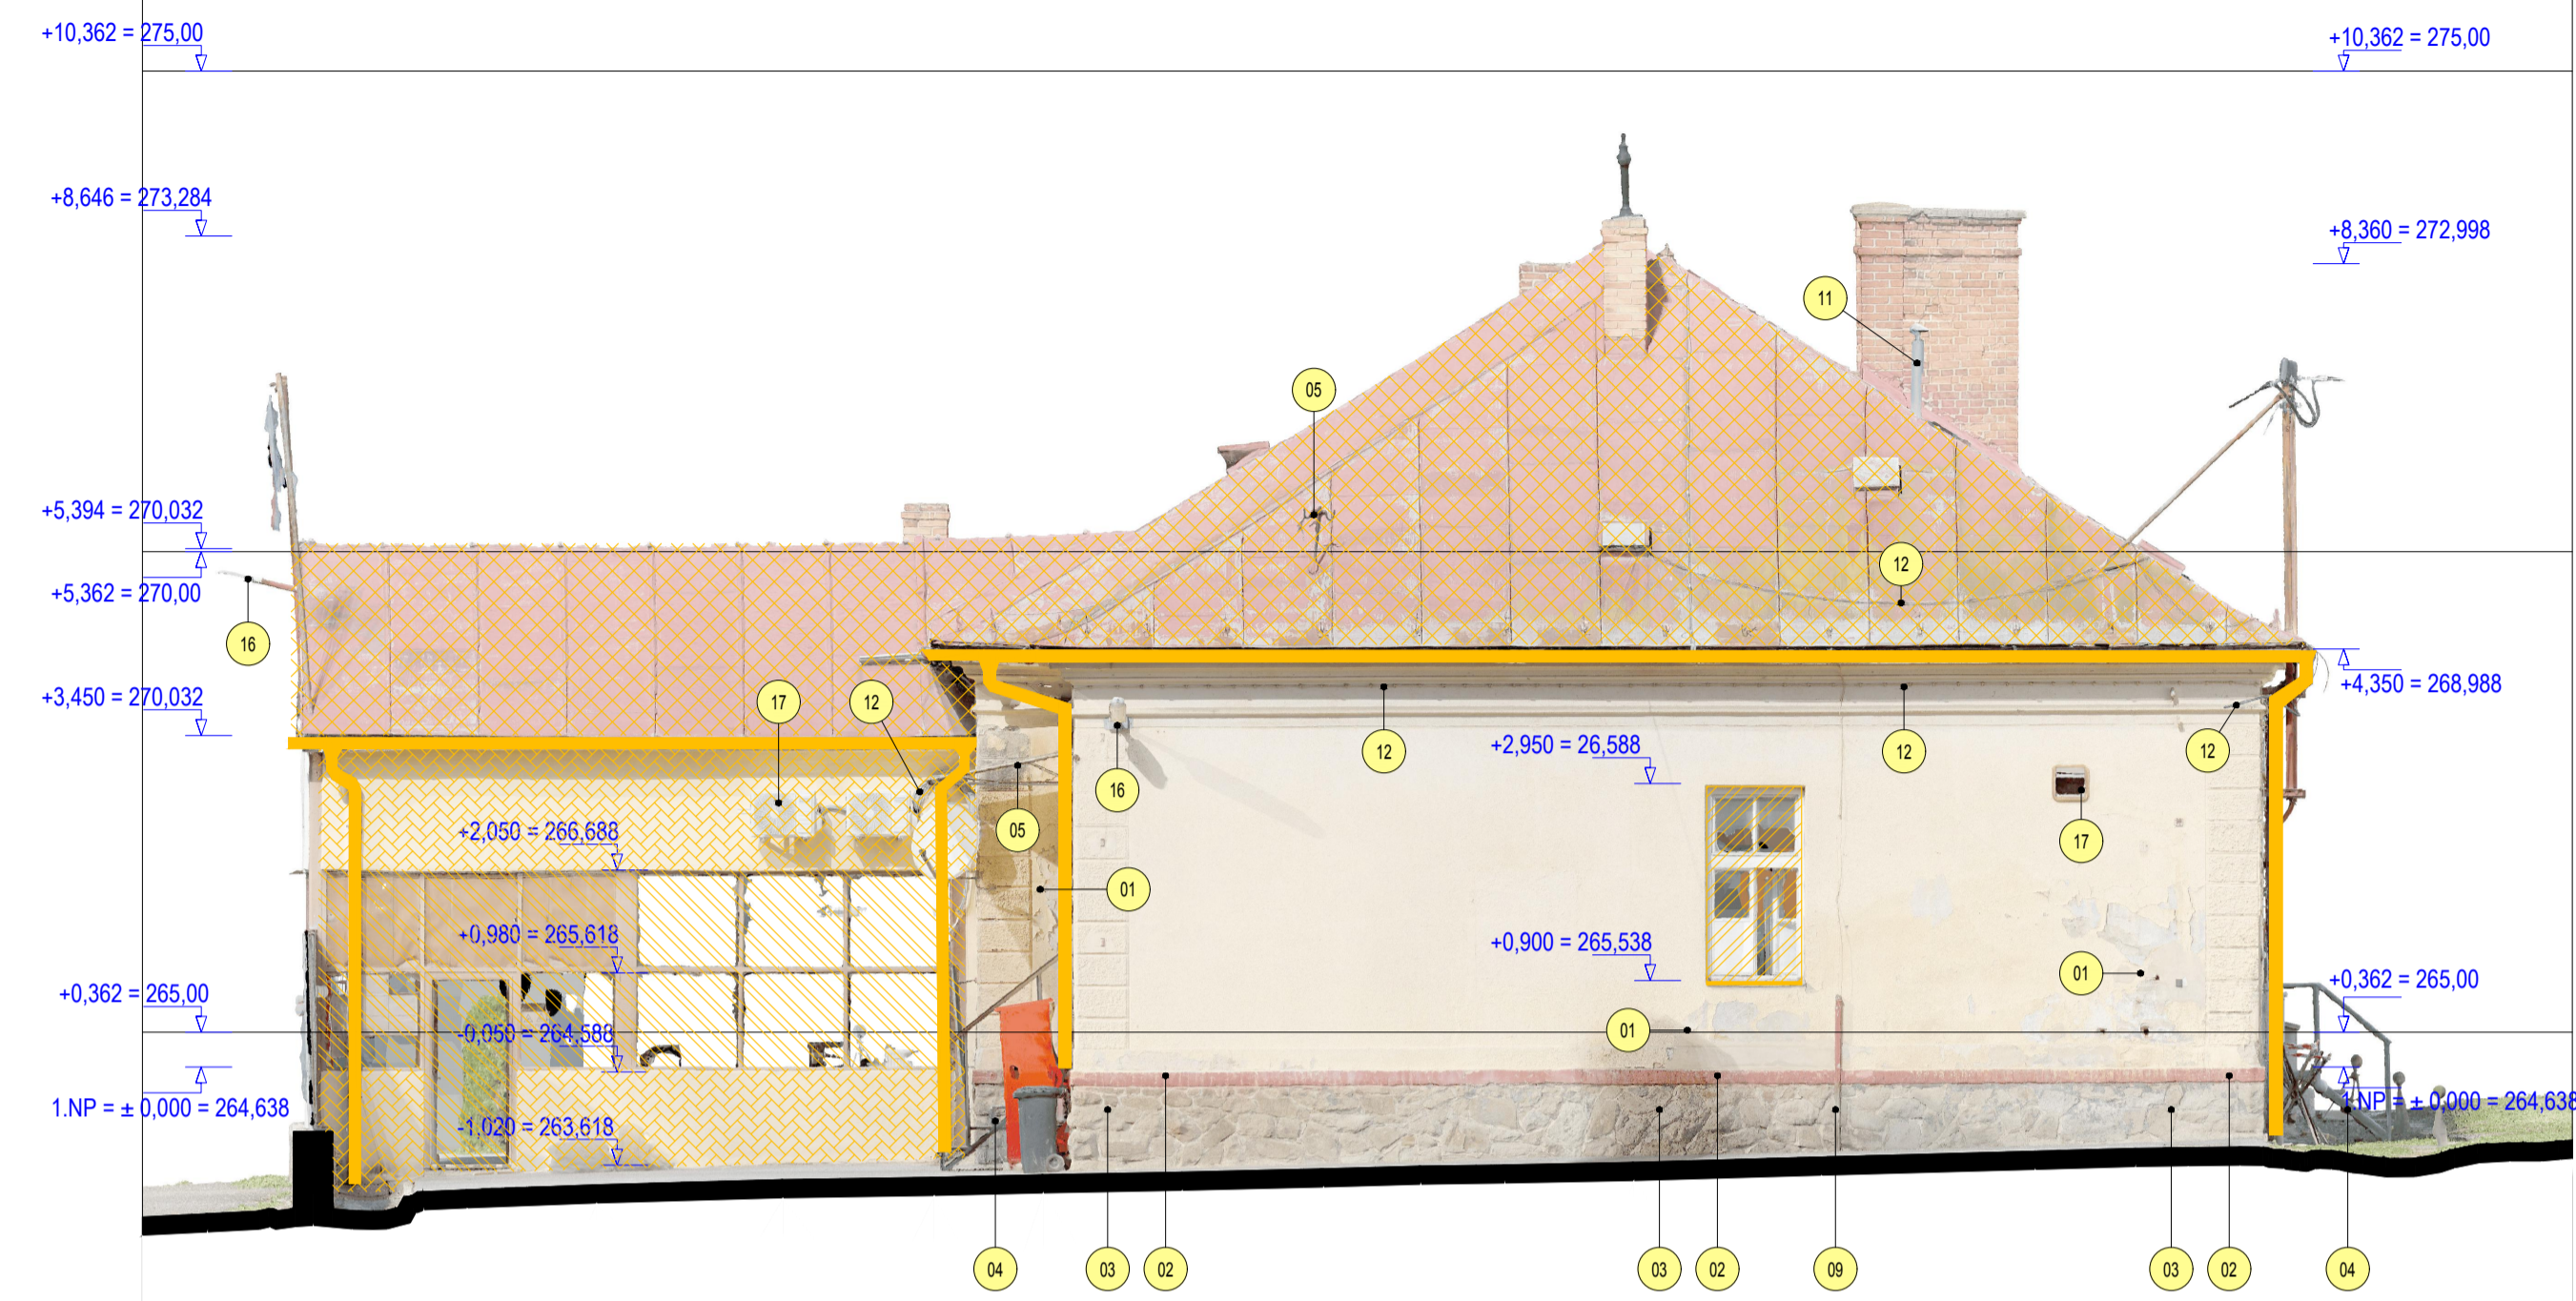 +10,362 = 275,00
+10,362 = 275,00
+8,646 = 273,284
+8,360 = 272,998
11
05
+5,394 = 270,032
12
+5,362 = 270,00
16
+3,450 = 270,032
+4,350 = 268,988
17
12
+2,950 = 26,588
12
12
12
16
+2,050 = 266,688
05
17
01
+0,980 = 265,618
+0,900 = 265,538
01
+0,362 = 265,00
+0,362 = 265,00
-0,050 = 264,588
01
1.NP = ± 0,000 = 264,638
1.NP = ± 0,000 = 264,638
-1,020 = 263,618
04
03
02
03
02
09
03
02
04